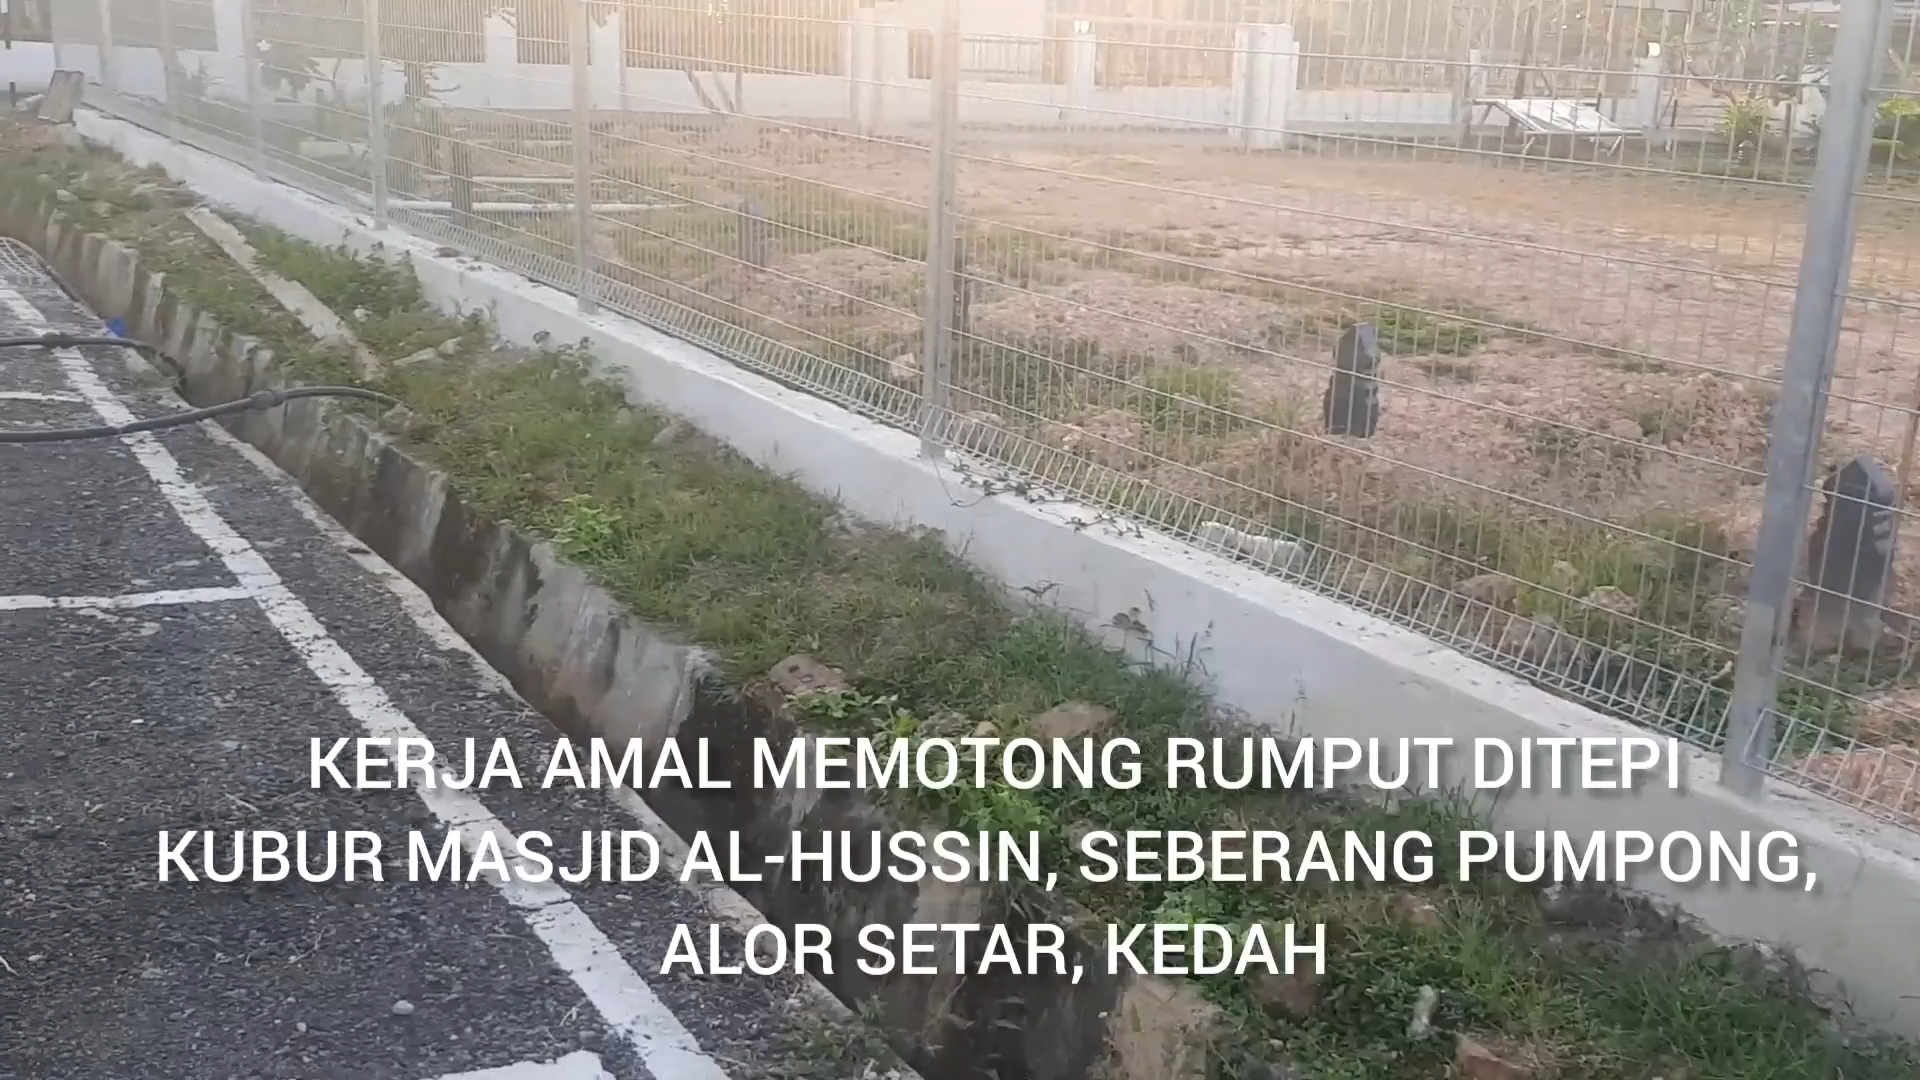 KERJA AMAL MEMOTONG RUMPUT DITEPI
KUBUR MASJID AL-HUSSIN, SEBERANG PUMPONG,
ALOR SETAR, KEDAH